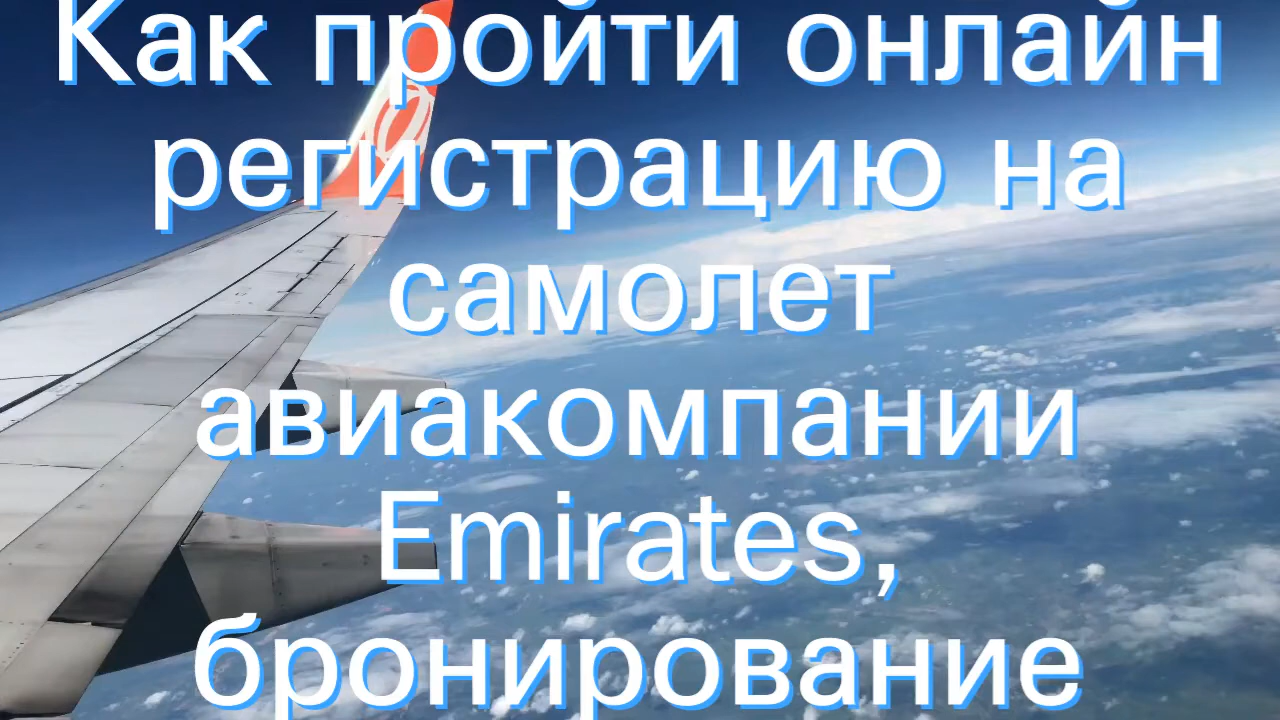 Как пройти онлайн
регистрацию на
самолет
авиакомпании
Emirates,
бронирование